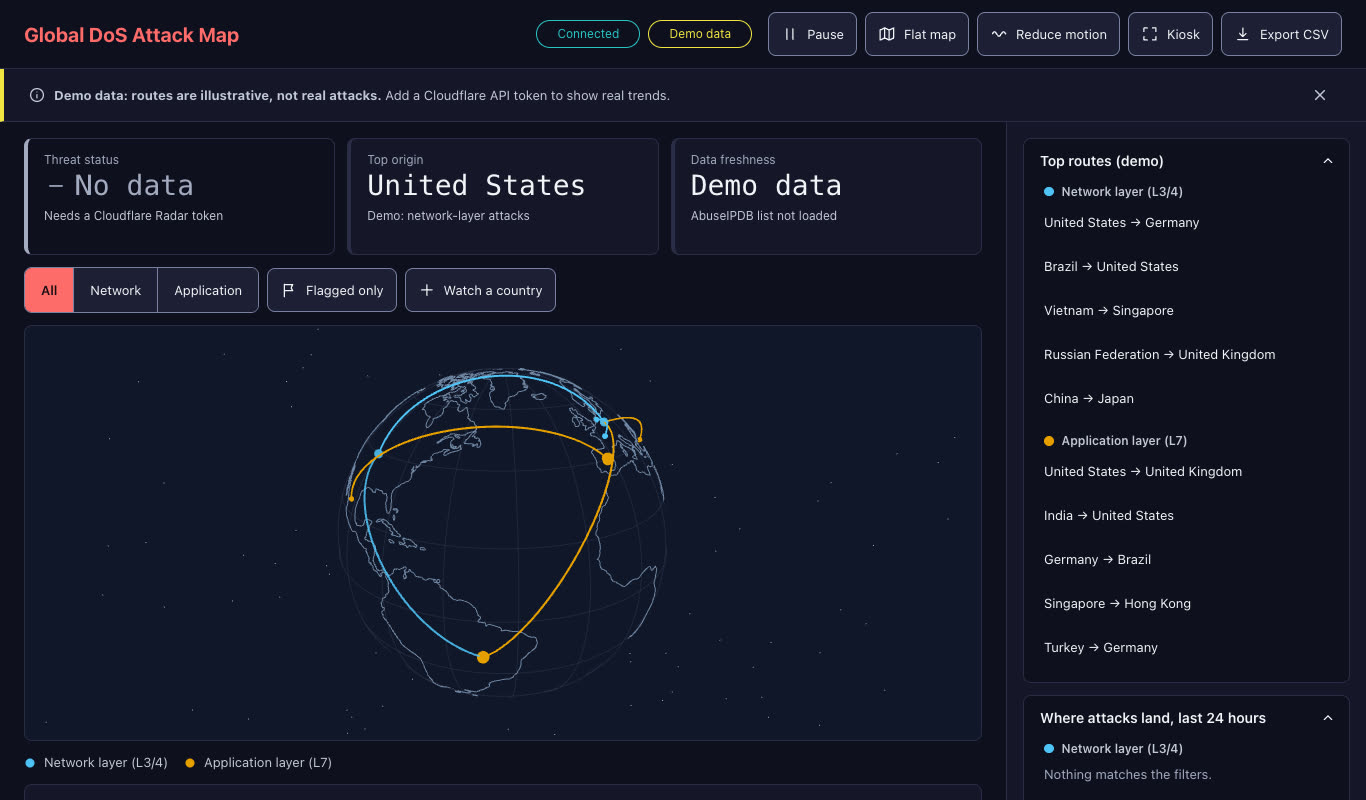 Global DoS Attack Map
Connected
Demo data
Pause
Flat map
Reduce motion
Kiosk
Export CSV
Demo data: routes are illustrative, not real attacks. Add a Cloudflare API token to show real trends.
Threat status
– No data
Needs a Cloudflare Radar token
Top origin
United States
Demo: network-layer attacks
Data freshness
Demo data
AbuseIPDB list not loaded
All
Network
Application
Flagged only
Watch a country
Network layer (L3/4)
Application layer (L7)
Top routes (demo)
Network layer (L3/4)
United States → Germany
Brazil → United States
Vietnam → Singapore
Russian Federation → United Kingdom
China → Japan
Application layer (L7)
United States → United Kingdom
India → United States
Germany → Brazil
Singapore → Hong Kong
Turkey → Germany
Where attacks land, last 24 hours
Network layer (L3/4)
Nothing matches the filters.